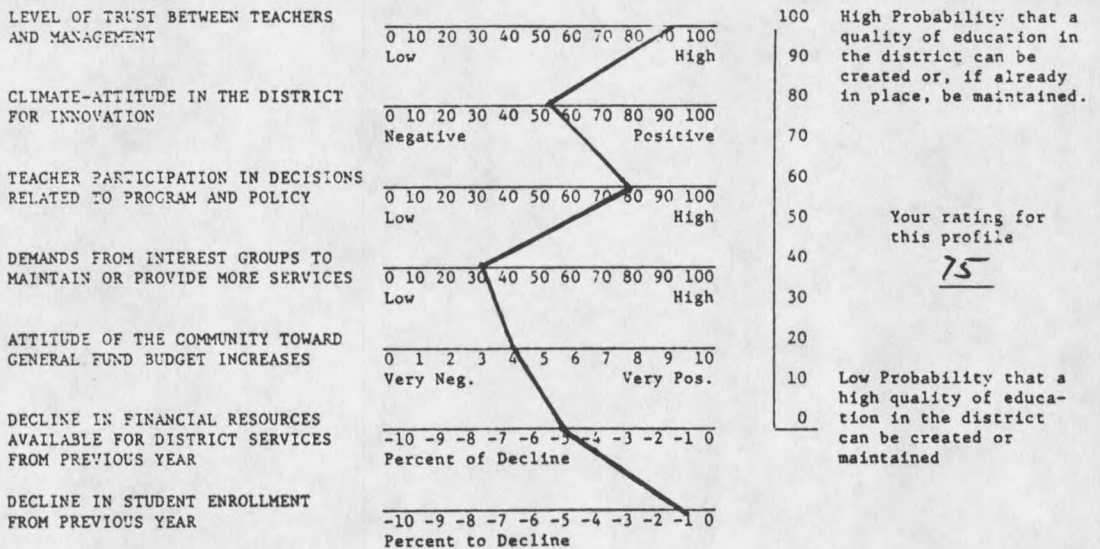 LEVEL OF TRUST BETWEEN TEACHERS
AND MANAGEMENT
0 10 20 30 40 50 60 70 80 90 100
Low High
CLIMATE-ATTITUDE IN THE DISTRICT
FOR INNOVATION
0 10 20 30 40 50 60 70 80 90 100
Negative Positive
TEACHER PARTICIPATION IN DECISIONS
RELATED TO PROGRAM AND POLICY
0 10 20 30 40 50 60 70 80 90 100
Low High
DEMANDS FROM INTEREST GROUPS TO
MAINTAIN OR PROVIDE MORE SERVICES
0 10 20 30 40 50 60 70 80 90 100
Low High
ATTITUDE OF THE COMMUNITY TOWARD
GENERAL FUND BUDGET INCREASES
0 1 2 3 4 5 6 7 8 9 10
Very Neg. Very Pos.
DECLINE IN FINANCIAL RESOURCES
AVAILABLE FOR DISTRICT SERVICES
FROM PREVIOUS YEAR
-10 -9 -8 -7 -6 -5 -4 -3 -2 -1 0
Percent of Decline
DECLINE IN STUDENT ENROLLMENT
FROM PREVIOUS YEAR
-10 -9 -8 -7 -6 -5 -4 -3 -2 -1 0
Percent to Decline
100
90
80
70
60
50
40
30
20
10
0
High Probability that a
quality of education in
the district can be
created or, if already
in place, be maintained.
Your rating for
this profile
75
Low Probability that a
high quality of educa-
tion in the district
can be created or
maintained